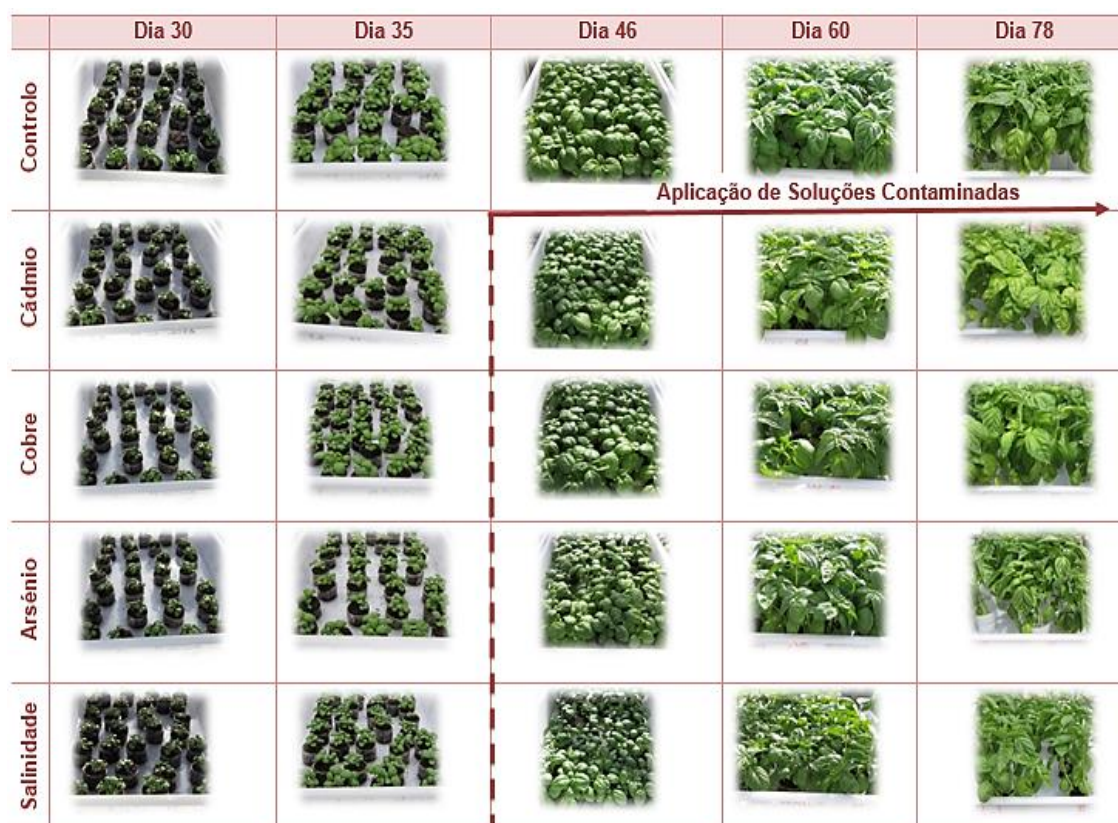 Dia 30
Dia 35
Dia 46
Dia 60
Dia 78
Controlo
Aplicação de Soluções Contaminadas
Cádmio
Cobre
Arsénio
Salinidade